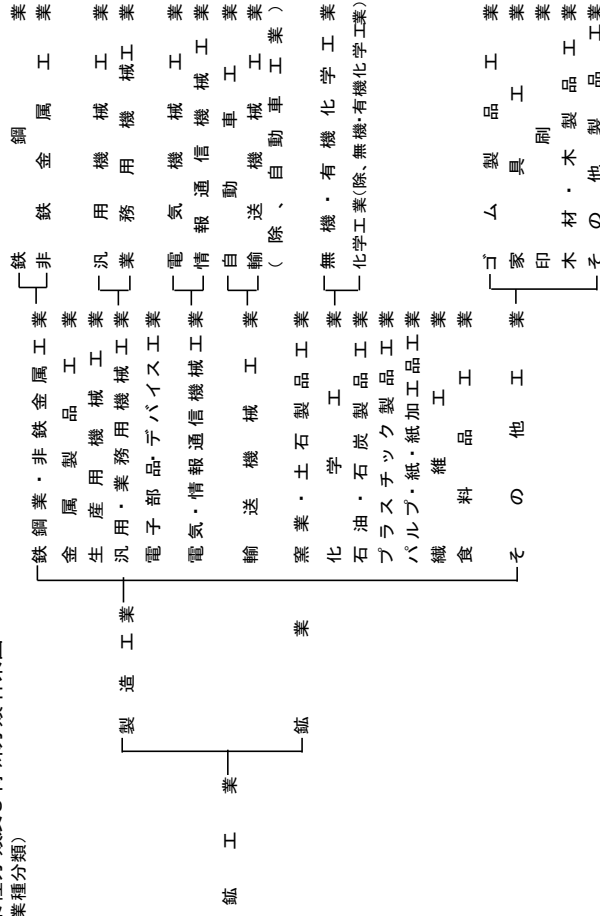 業種分類)
鉱工業
製造工業
鉱業
鉄鋼業・非鉄金属工業
金属製品工業
生産用機械工業
汎用・業務用機械工業
電子部品・デバイス工業
電気・情報通信機械工業
輸送機械工業
窯業・土石製品工業
化学工業
石油・石炭製品工業
プラスチック製品工業
パルプ・紙・紙加工品工業
繊維工業
食料品工業
その他工業
鉄鋼業
非鉄金属工業
汎用機械工業
業務用機械工業
電気機械工業
情報通信機械工業
自動車工業
輸送機械工業
(除、自動車工業)
無機・有機化学工業
化学工業(除、無機・有機化学工業)
ゴム製品工業
家具工業
印刷業
木材・木製品工業
その他製品工業